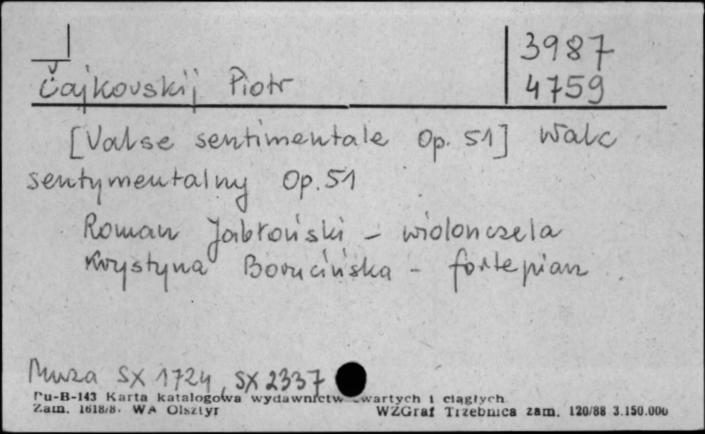 3987
Čajkovskij Piotr 4759
[Valse sentimentale Op. 51] Walc
sentymentalny Op. 51
Roman Jabłoński – wiolonczela
Krystyna Borucińska – fortepian
Muza SX 1724, SX 2337
Pu-B-143 Karta katalogowa wydawnictw zwartych i ciągłych
Zam. 1618/8. WA Olsztyn WZGraf Trzebnica zam. 120/88 3.150.000